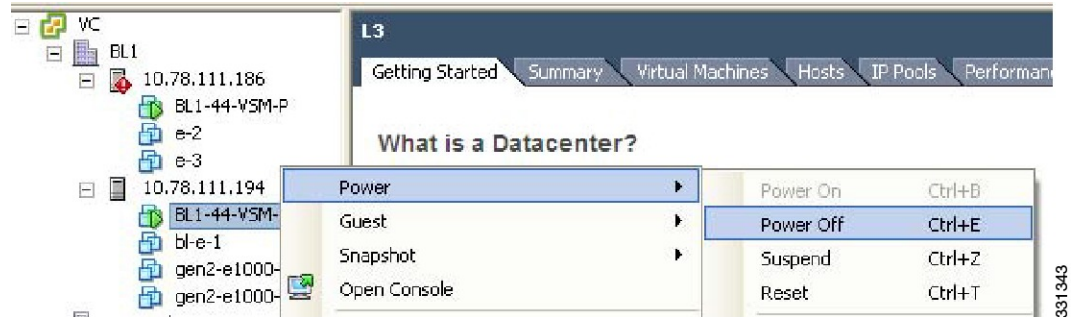 VC
BL1
10.78.111.186
BL1-44-VSM-P
e-2
e-3
10.78.111.194
BL1-44-VSM-
bl-e-1
gen2-e1000-
gen2-e1000-
L3
Getting Started Summary Virtual Machines Hosts IP Pools Performan
What is a Datacenter?
Power
Guest
Snapshot
Open Console
Power On Ctrl+B
Power Off Ctrl+E
Suspend Ctrl+Z
Reset Ctrl+T
331343